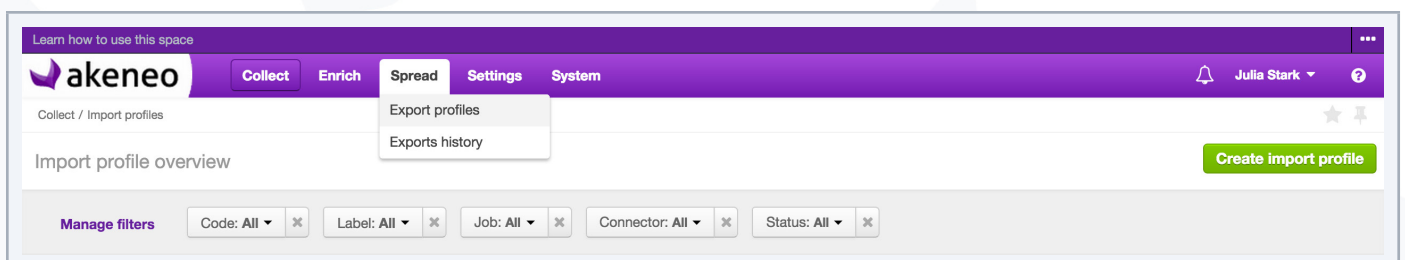 Learn how to use this space
akeneo Collect Enrich Spread Settings System Julia Stark
Collect / Import profiles
Export profiles
Exports history
Import profile overview
Create import profile
Manage filters Code: All Label: All Job: All Connector: All Status: All